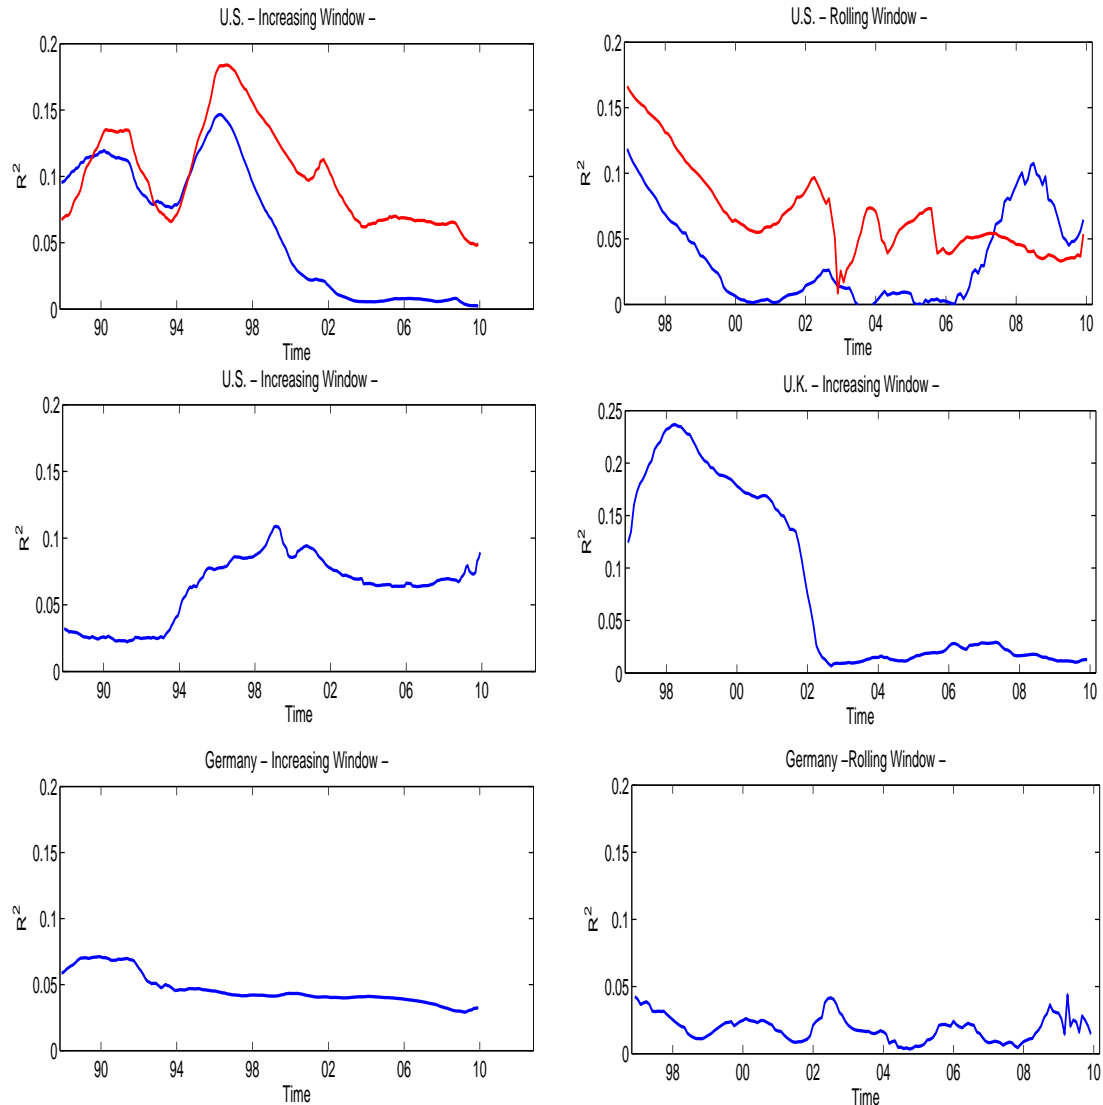 U.S. – Increasing Window –
0.2
0.15
0.1
0.05
0
R²
90 94 98 02 06 10
Time
U.S. – Rolling Window –
0.2
0.15
0.1
0.05
0
R²
98 00 02 04 06 08 10
Time
U.S. – Increasing Window –
0.2
0.15
0.1
0.05
0
R²
90 94 98 02 06 10
Time
U.K. – Increasing Window –
0.25
0.2
0.15
0.1
0.05
0
R²
98 00 02 04 06 08 10
Time
Germany – Increasing Window –
0.2
0.15
0.1
0.05
0
R²
90 94 98 02 06 10
Time
Germany –Rolling Window –
0.2
0.15
0.1
0.05
0
R²
98 00 02 04 06 08 10
Time